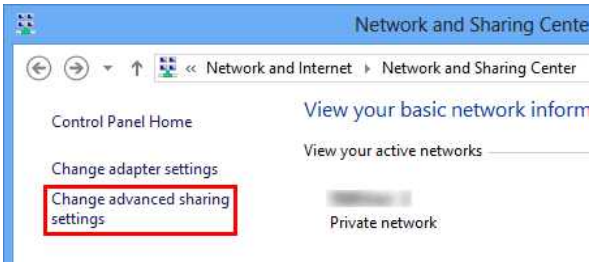 Network and Sharing Cente
« Network and Internet Network and Sharing Center
View your basic network inform
Control Panel Home
View your active networks
Change adapter settings
Change advanced sharing
settings
Private network